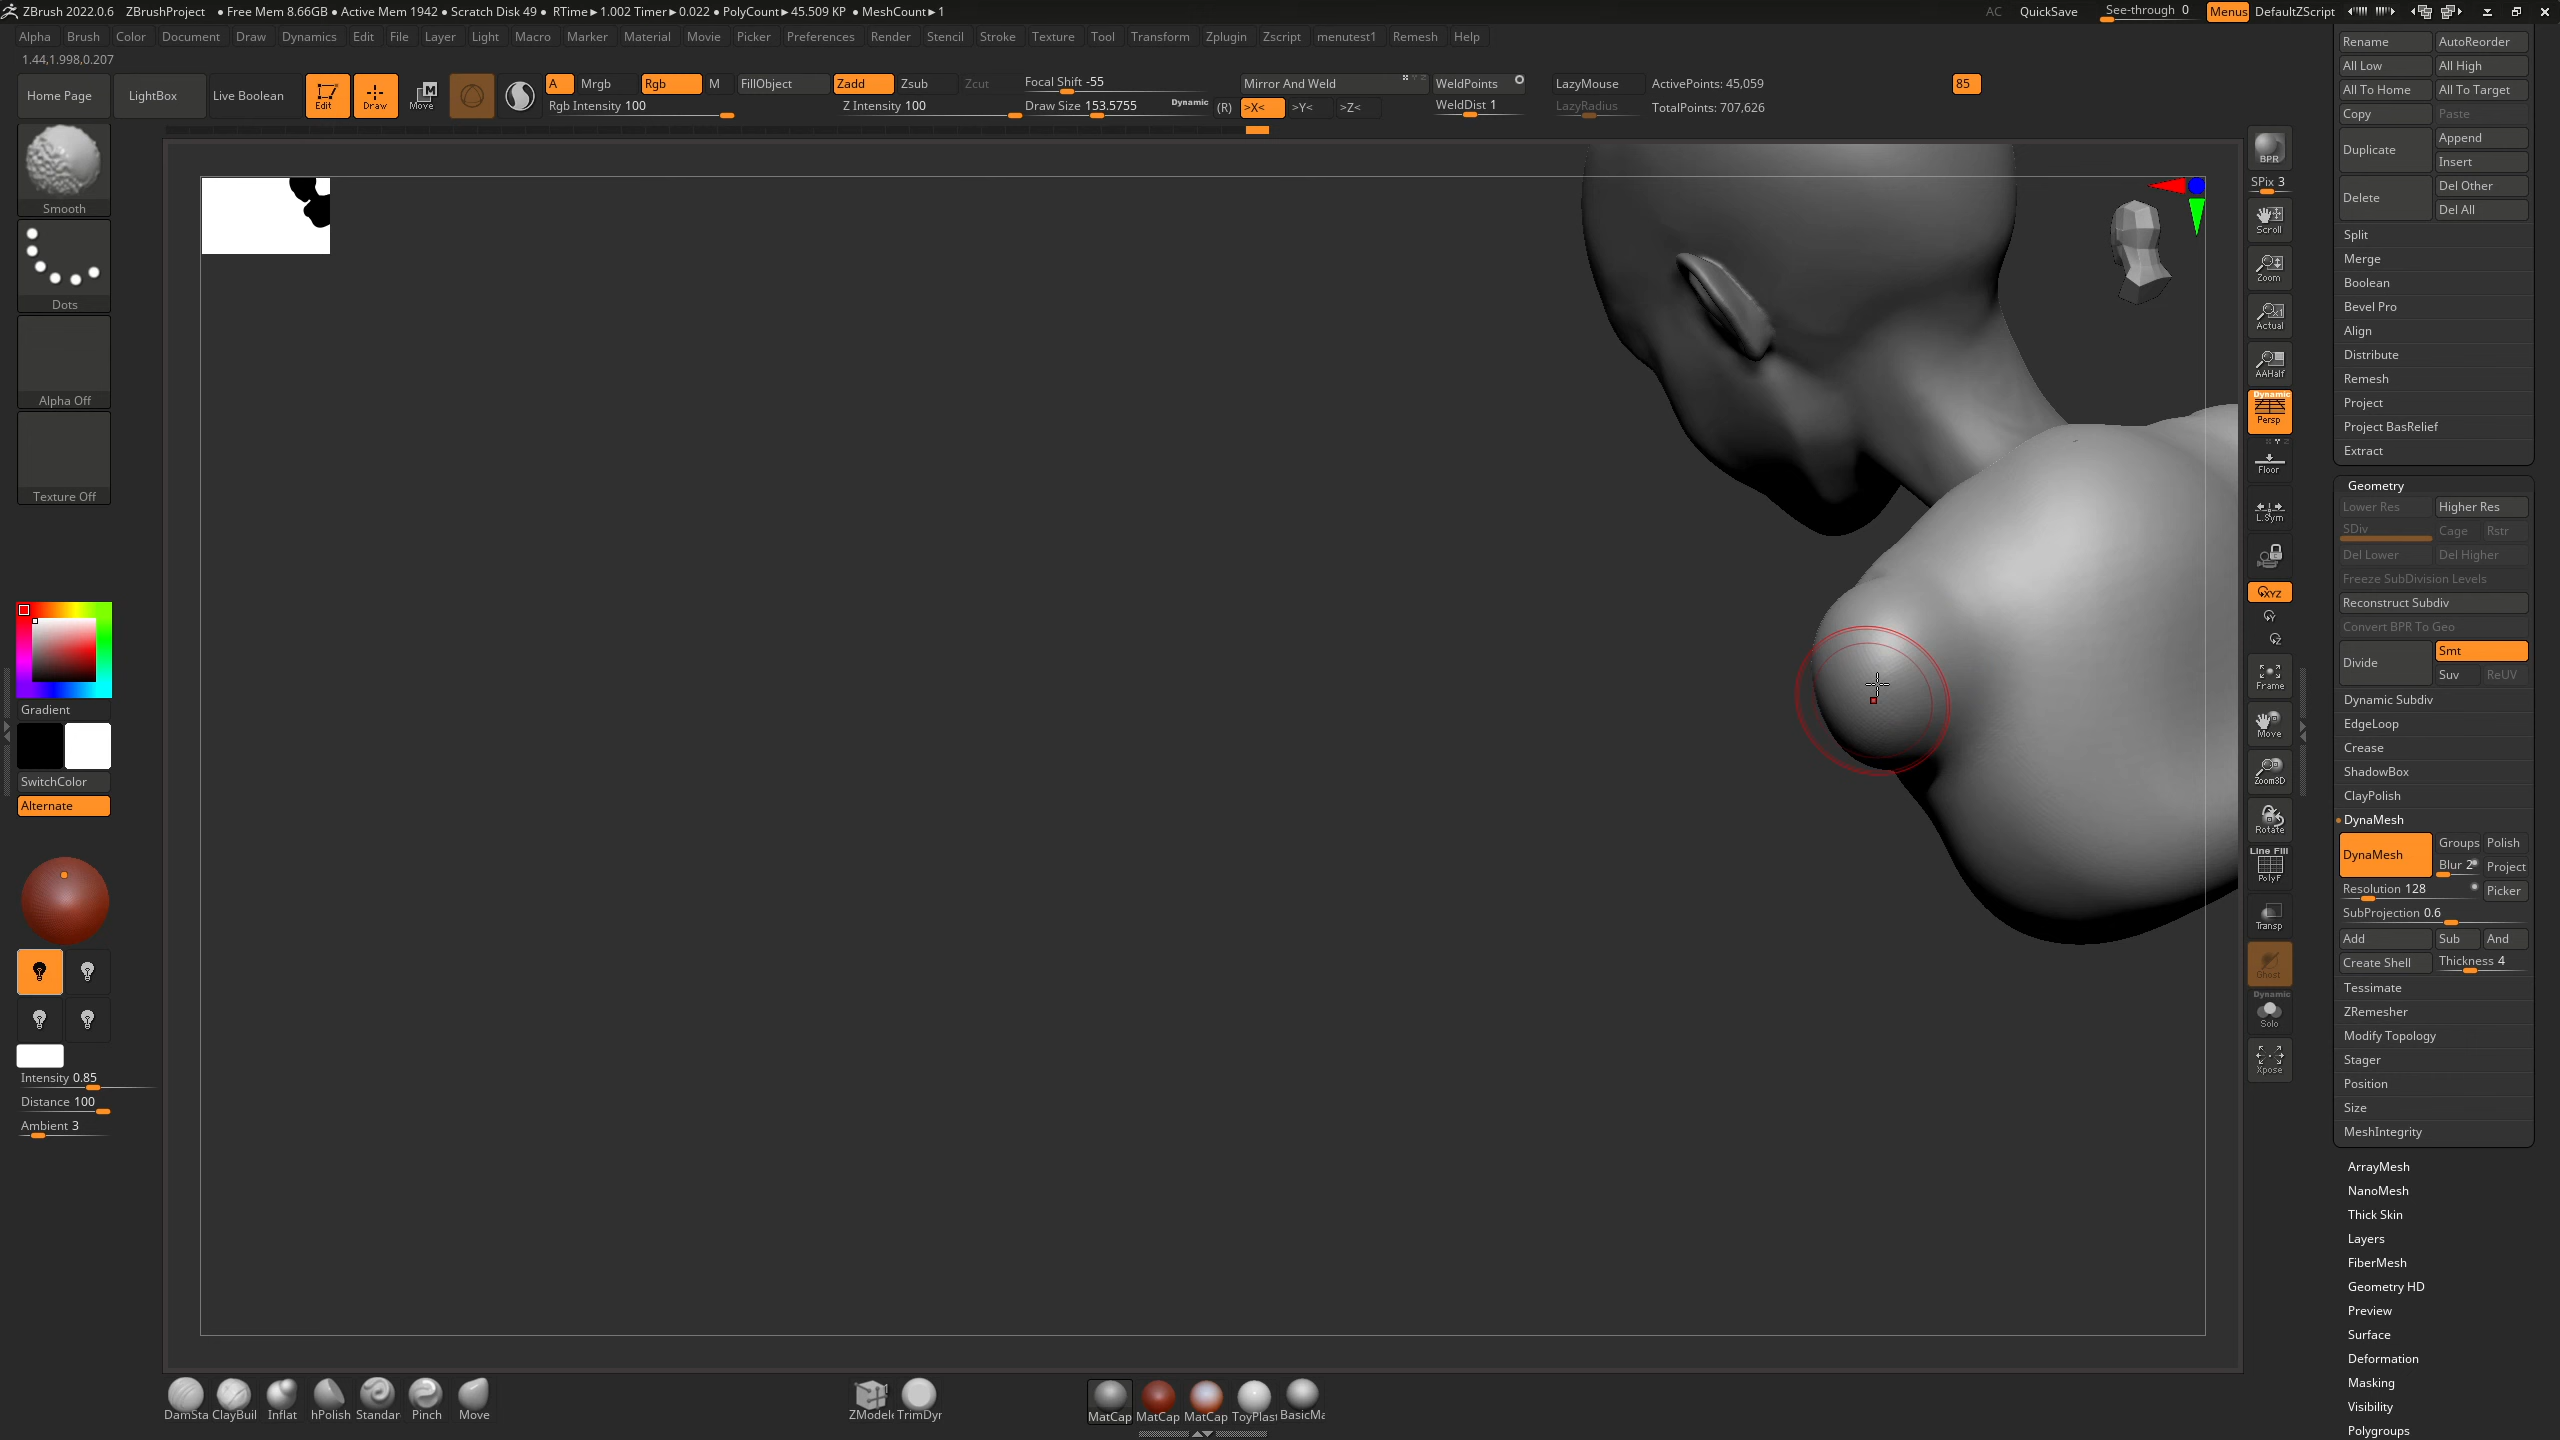 ZBrush 2022.0.6 ZBrushProject • Free Mem 8.66GB • Active Mem 1942 • Scratch Disk 49 • RTime►1.002 Timer►0.022 • PolyCount►45.509 KP • MeshCount►1 AC QuickSave See-through 0 Menus DefaultZScript
Alpha Brush Color Document Draw Dynamics Edit File Layer Light Macro Marker Material Movie Picker Preferences Render Stencil Stroke Texture Tool Transform Zplugin Zscript menutest1 Remesh Help
1.44,1.998,0.207
Home Page LightBox Live Boolean Edit Draw Move
A Mrgb Rgb M FillObject Zadd Zsub Zcut Focal Shift -55 Mirror And Weld WeldPoints LazyMouse ActivePoints: 45,059 85
Rgb Intensity 100 Z Intensity 100 Draw Size 153.5755 Dynamic (R) >X< >Y< >Z< WeldDist 1 LazyRadius TotalPoints: 707,626
Smooth
Dots
Alpha Off
Texture Off
Gradient
SwitchColor
Alternate
Intensity 0.85
Distance 100
Ambient 3
BPR
SPix 3
Scroll
Zoom
Actual
AAHalf
Dynamic
Persp
Floor
L.Sym
XYZ
Y
Z
Frame
Move
Zoom3D
Rotate
Line Fill
PolyF
Transp
Ghost
Dynamic
Solo
Xpose
Rename AutoReorder
All Low All High
All To Home All To Target
Copy Paste
Duplicate Append
Insert
Delete Del Other
Del All
Split
Merge
Boolean
Bevel Pro
Align
Distribute
Remesh
Project
Project BasRelief
Extract
Geometry
Lower Res Higher Res
SDiv Cage Rstr
Del Lower Del Higher
Freeze SubDivision Levels
Reconstruct Subdiv
Convert BPR To Geo
Divide Smt
Suv ReUV
Dynamic Subdiv
EdgeLoop
Crease
ShadowBox
ClayPolish
DynaMesh
DynaMesh Groups Polish
Blur 2 Project
Resolution 128 Picker
SubProjection 0.6
Add Sub And
Create Shell Thickness 4
Tessimate
ZRemesher
Modify Topology
Stager
Position
Size
MeshIntegrity
ArrayMesh
NanoMesh
Thick Skin
Layers
FiberMesh
Geometry HD
Preview
Surface
Deformation
Masking
Visibility
Polygroups
DamSta ClayBuil Inflat hPolish Standar Pinch Move ZModele TrimDyr MatCap MatCap MatCap ToyPlast BasicMa